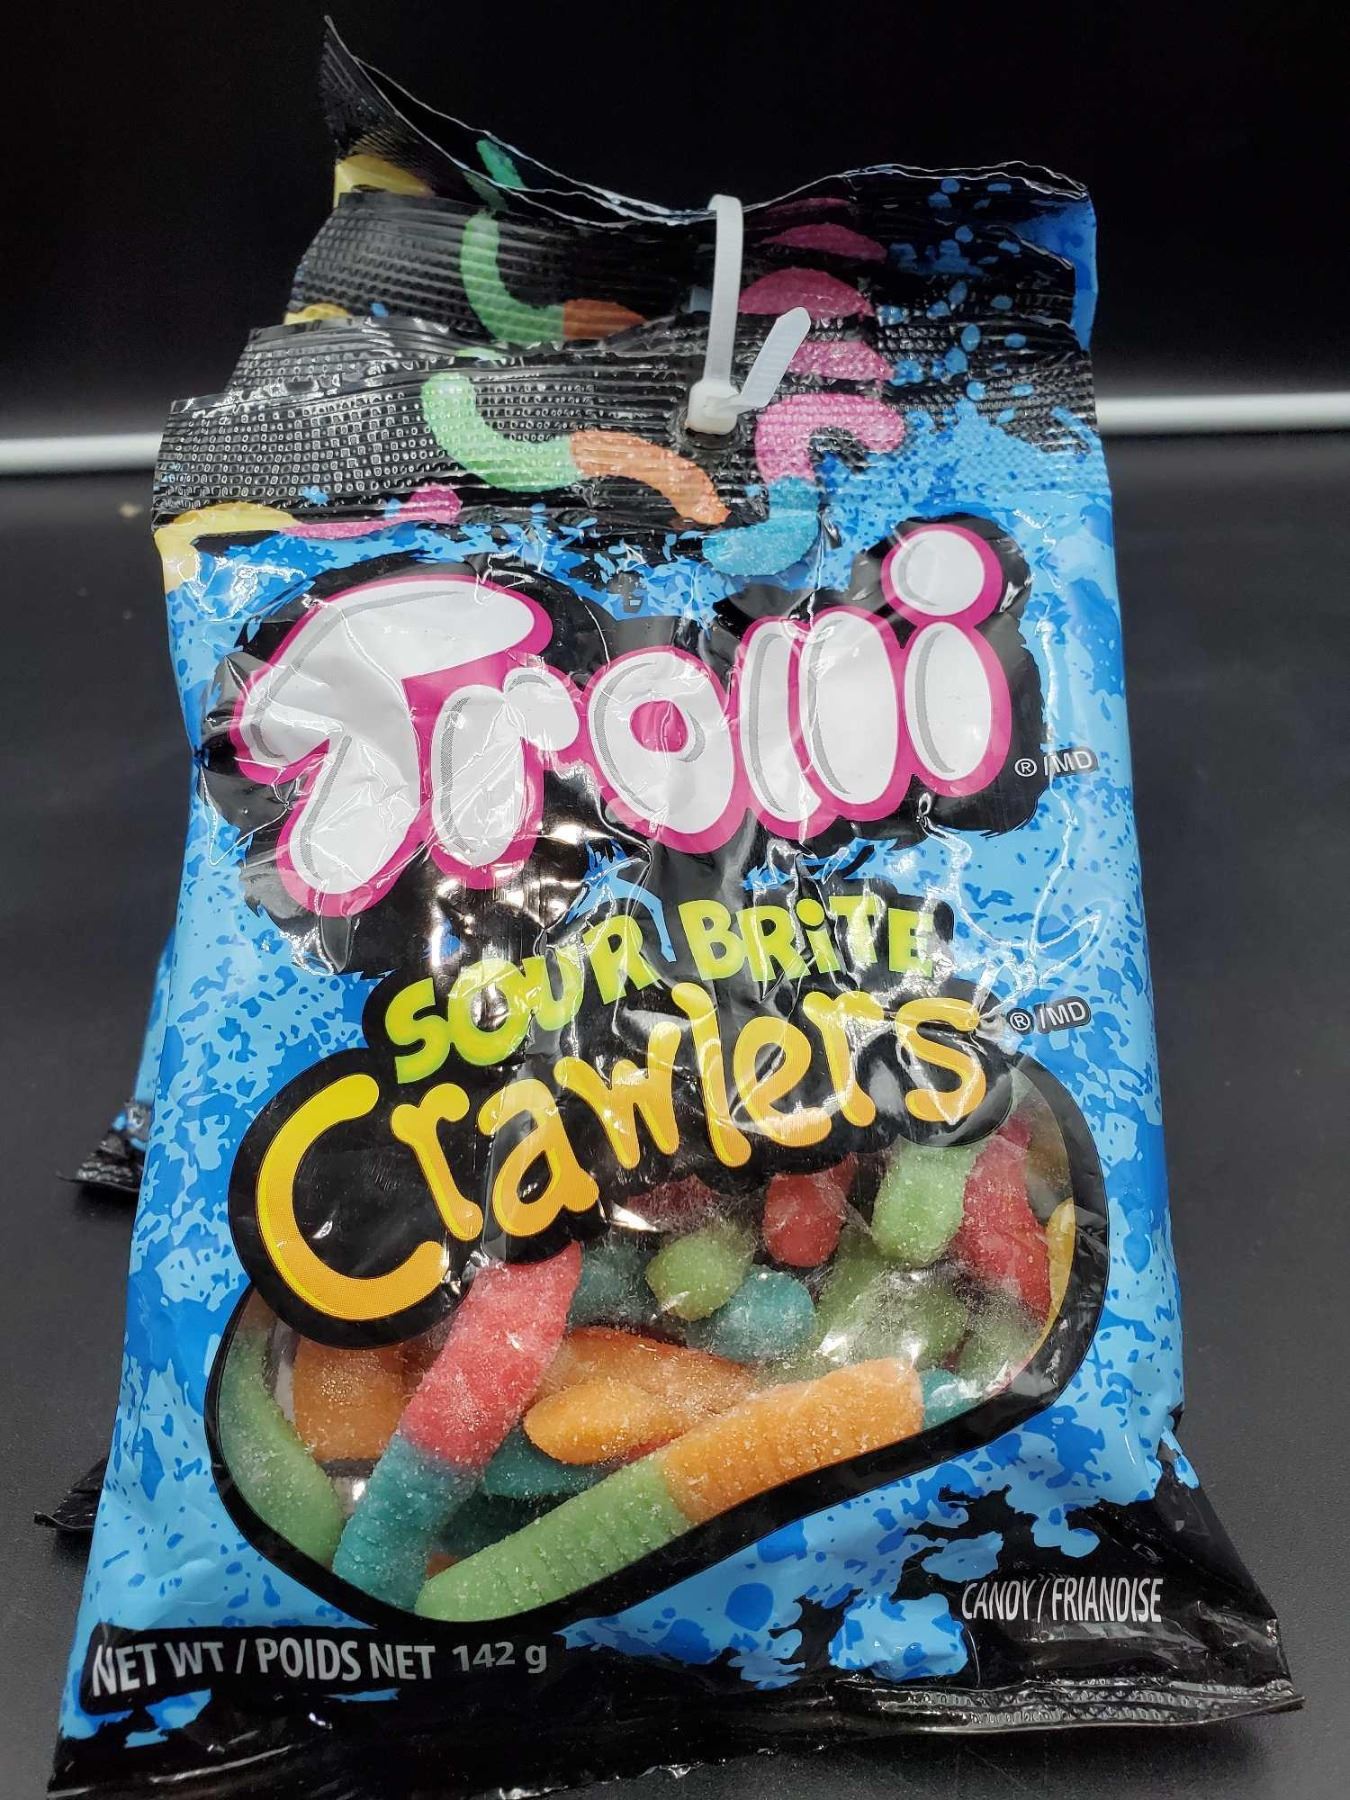 Trolli ®/MD
SOUR BRiTE
Crawlers ®/MD
CANDY / FRIANDISE
NET WT / POIDS NET 142 g